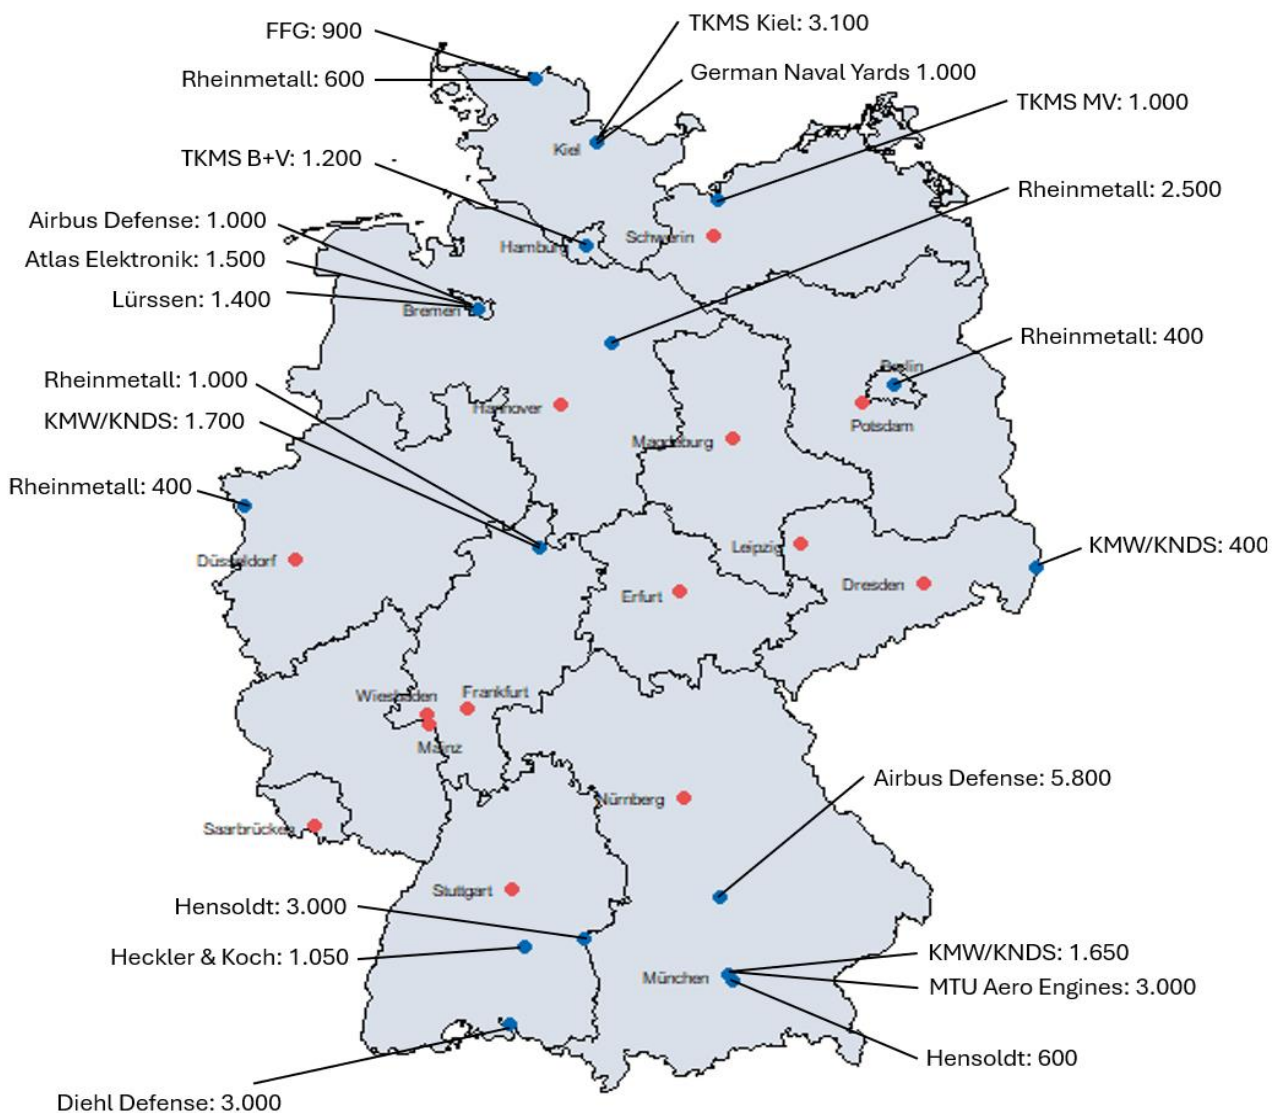 FFG: 900
TKMS Kiel: 3.100
Rheinmetall: 600
German Naval Yards 1.000
TKMS MV: 1.000
Kiel
TKMS B+V: 1.200
Rheinmetall: 2.500
Airbus Defense: 1.000
Schwerin
Hamburg
Atlas Elektronik: 1.500
Lürssen: 1.400
Bremen
Rheinmetall: 400
Berlin
Rheinmetall: 1.000
Hannover
KMW/KNDS: 1.700
Potsdam
Magdeburg
Rheinmetall: 400
KMW/KNDS: 400
Leipzig
Düsseldorf
Dresden
Erfurt
Wiesbaden
Frankfurt
Mainz
Airbus Defense: 5.800
Nürnberg
Saarbrücken
Stuttgart
Hensoldt: 3.000
Heckler & Koch: 1.050
KMW/KNDS: 1.650
München
MTU Aero Engines: 3.000
Hensoldt: 600
Diehl Defense: 3.000